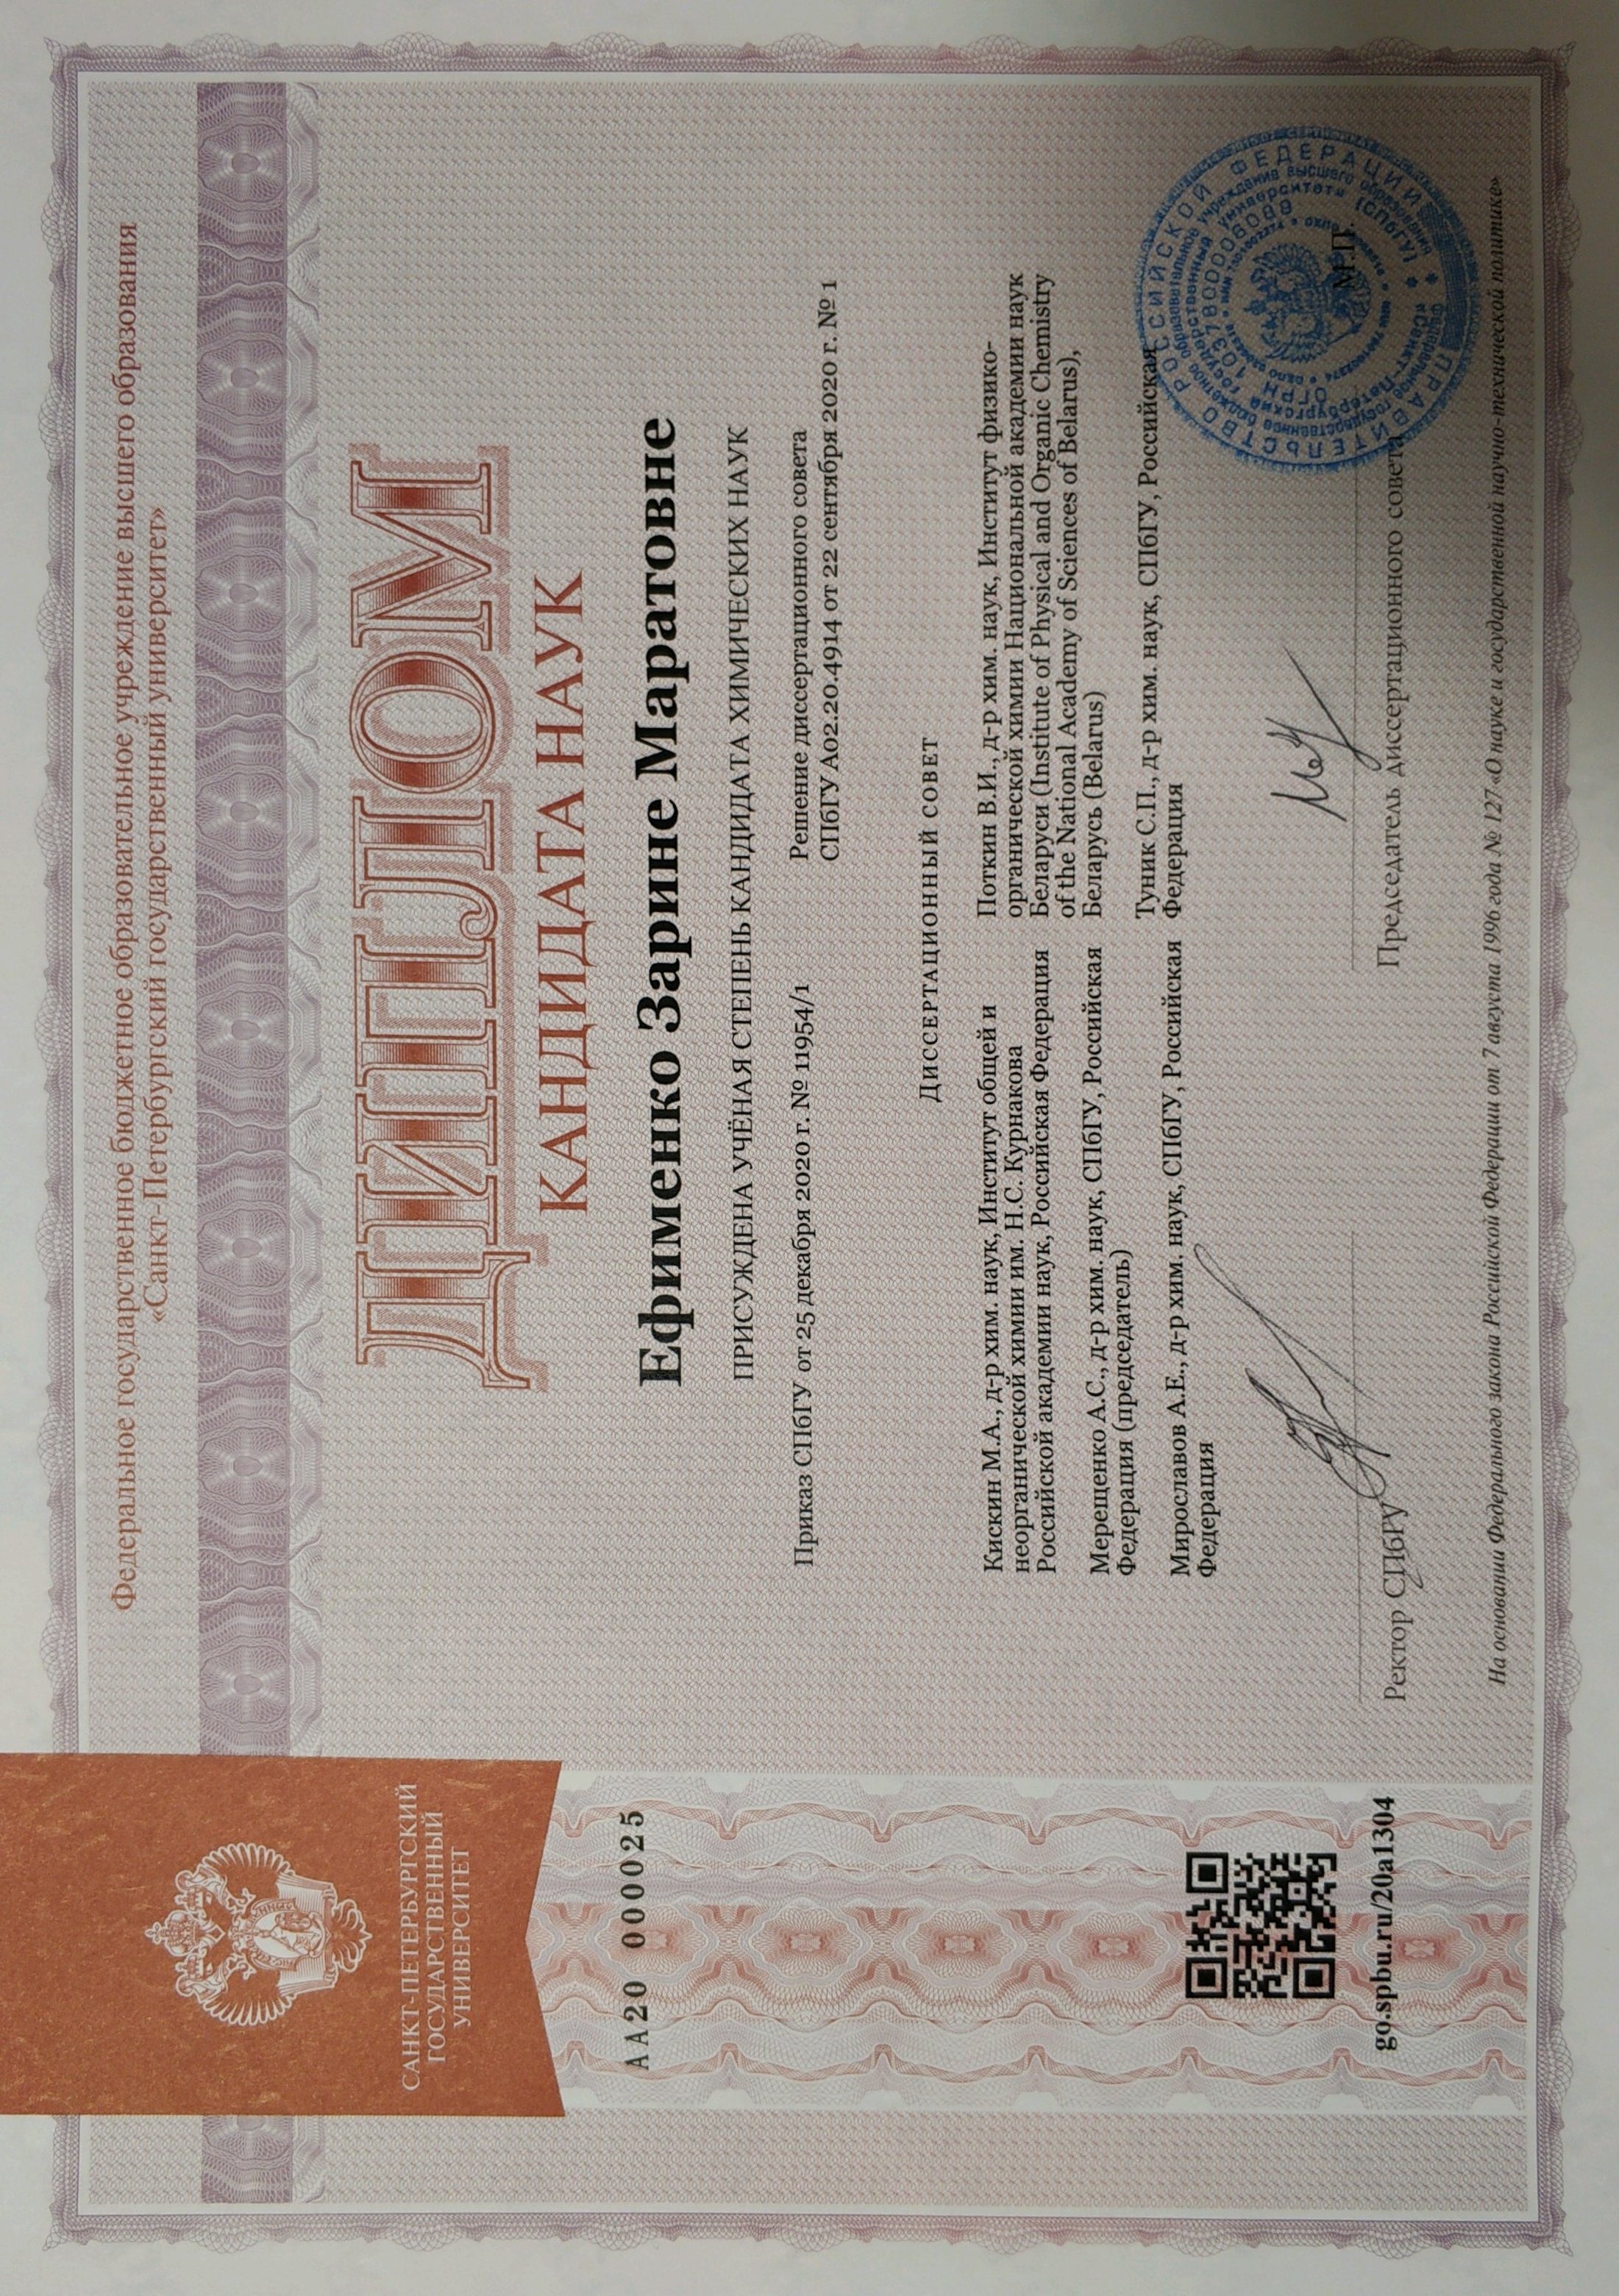 Федеральное государственное бюджетное образовательное учреждение высшего образования
«Санкт-Петербургский государственный университет»
САНКТ-ПЕТЕРБУРГСКИЙ
ГОСУДАРСТВЕННЫЙ
УНИВЕРСИТЕТ
АА20 000025
ДИПЛОМ
КАНДИДАТА НАУК
Ефименко Зарине Маратовне
ПРИСУЖДЕНА УЧЁНАЯ СТЕПЕНЬ КАНДИДАТА ХИМИЧЕСКИХ НАУК
Приказ СПбГУ от 25 декабря 2020 г. № 11954/1
Решение диссертационного совета
СПбГУ А02.20.4914 от 22 сентября 2020 г. № 1
ДИССЕРТАЦИОННЫЙ СОВЕТ
Кискин М.А., д-р хим. наук, Институт общей и
неорганической химии им. Н.С. Курнакова
Российской академии наук, Российская Федерация
Мерещенко А.С., д-р хим. наук, СПбГУ, Российская
Федерация (председатель)
Мирославов А.Е., д-р хим. наук, СПбГУ, Российская
Федерация
Поткин В.И., д-р хим. наук, Институт физико-
органической химии Национальной академии наук
Беларуси (Institute of Physical and Organic Chemistry
of the National Academy of Sciences of Belarus),
Беларусь (Belarus)
Туник С.П., д-р хим. наук, СПбГУ, Российская
Федерация
Ректор СПбГУ
Председатель диссертационного совета
М.П.
ПРАВИТЕЛЬСТВО РОССИЙСКОЙ ФЕДЕРАЦИИ
ОГРН 1037800006089
go.spbu.ru/20a1304
На основании Федерального закона Российской Федерации от 7 августа 1996 года № 127 «О науке и государственной научно-технической политике»